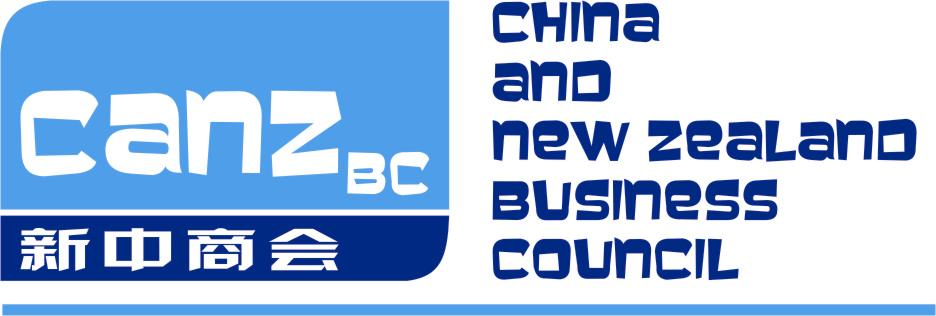 canz
BC
新中商会
CHINA
AND
NEW ZEALAND
BUSINESS
COUNCIL